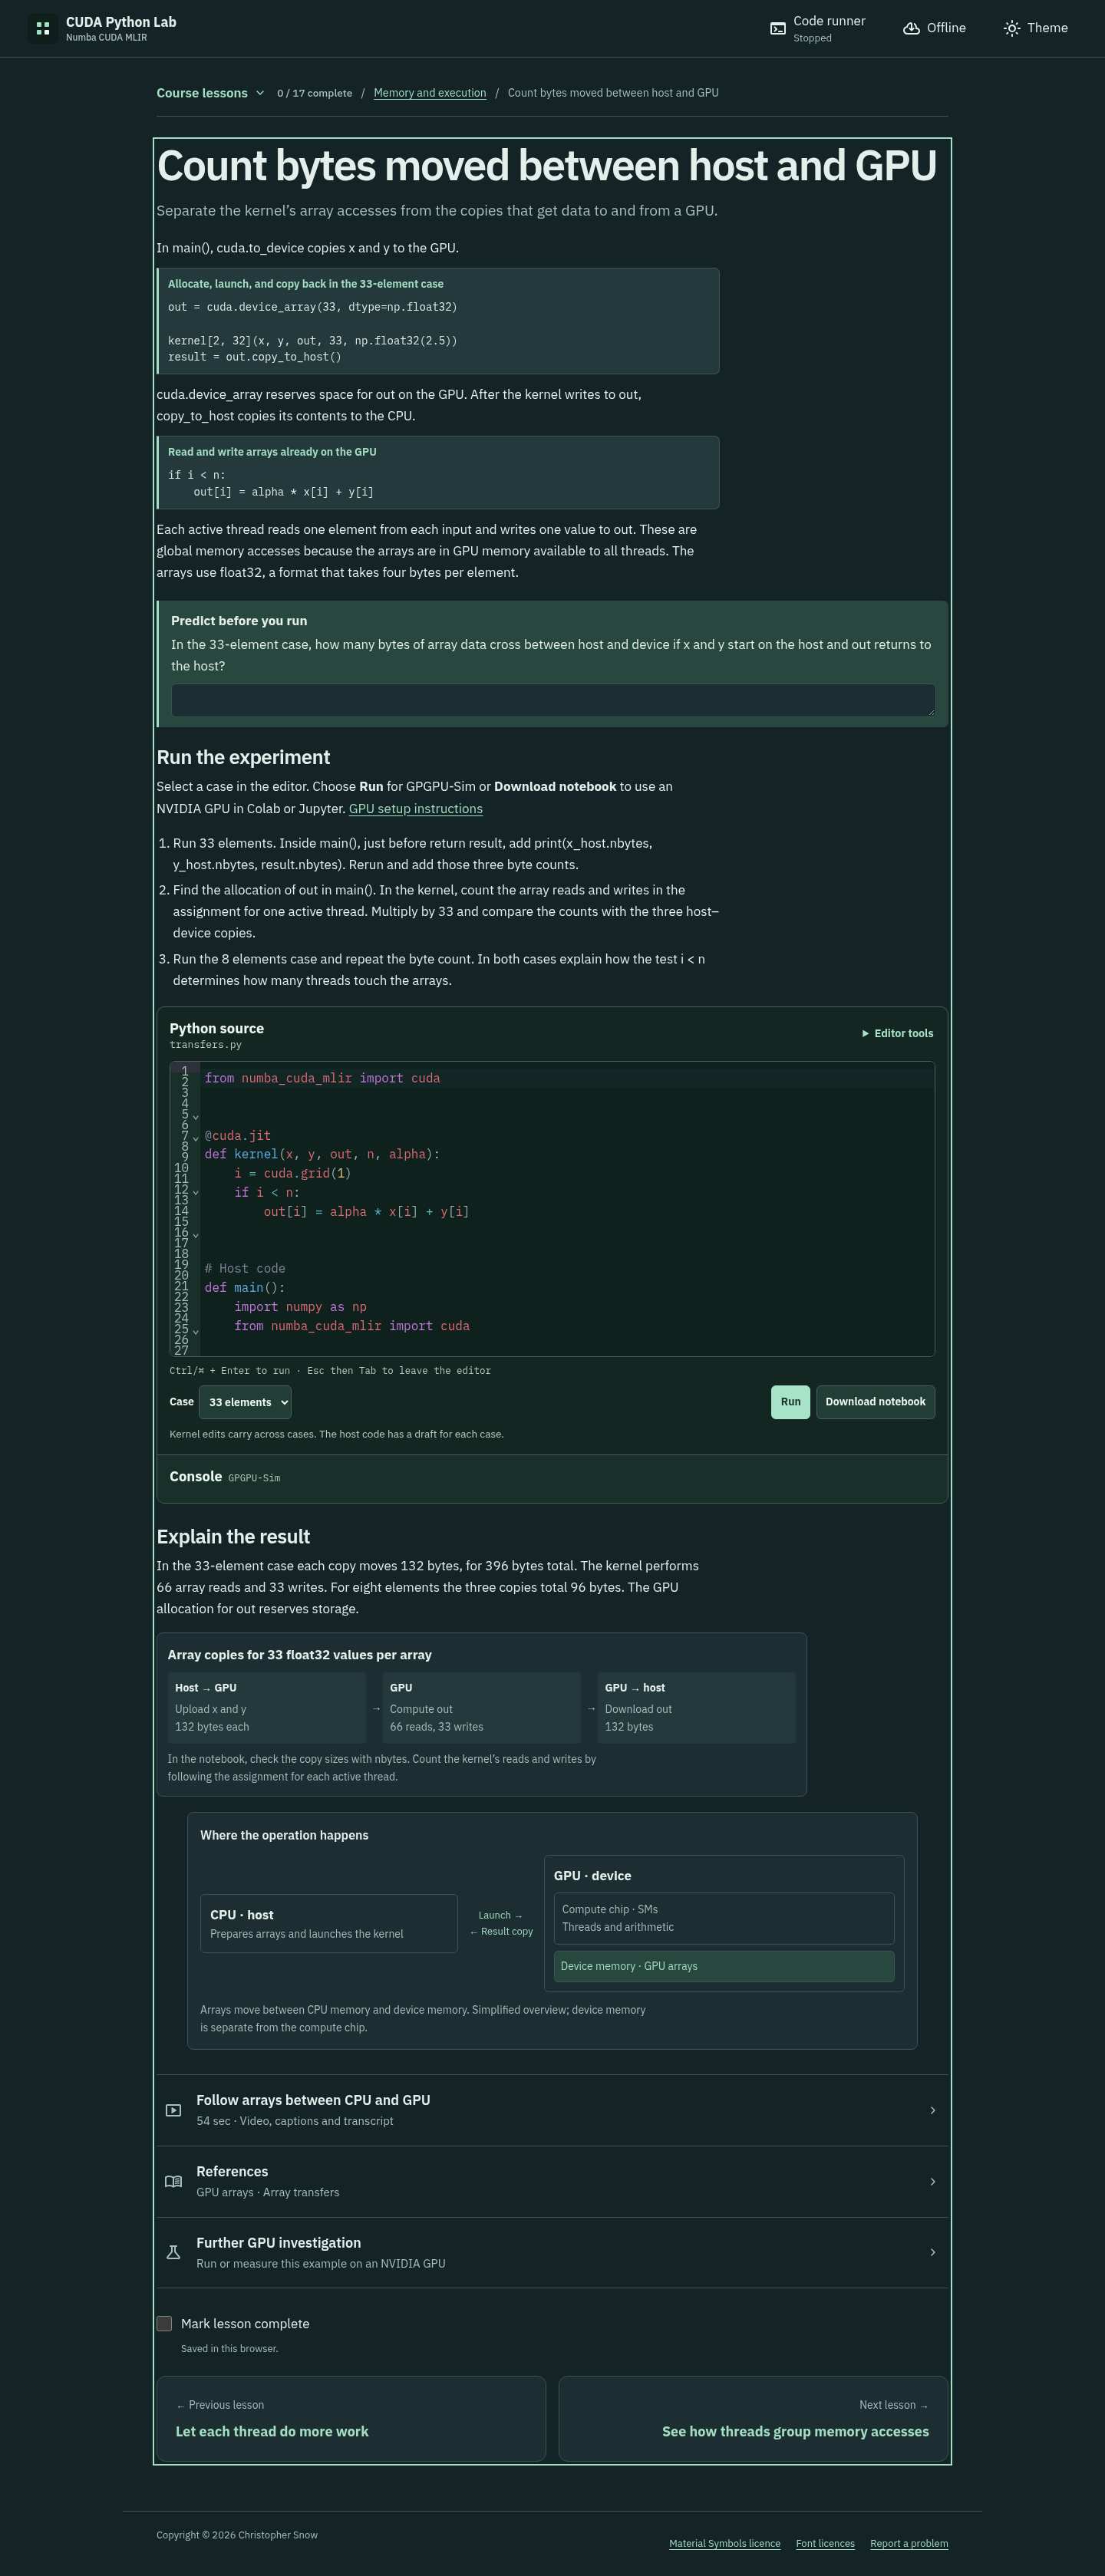 CUDA Python Lab
Numba CUDA MLIR
Code runner
Stopped
Offline
Theme
Course lessons 0 / 17 complete / Memory and execution / Count bytes moved between host and GPU
Count bytes moved between host and GPU
Separate the kernel’s array accesses from the copies that get data to and from a GPU.
In main(), cuda.to_device copies x and y to the GPU.
Allocate, launch, and copy back in the 33-element case
out = cuda.device_array(33, dtype=np.float32)
kernel[2, 32](x, y, out, 33, np.float32(2.5))
result = out.copy_to_host()
cuda.device_array reserves space for out on the GPU. After the kernel writes to out,
copy_to_host copies its contents to the CPU.
Read and write arrays already on the GPU
if i < n:
    out[i] = alpha * x[i] + y[i]
Each active thread reads one element from each input and writes one value to out. These are
global memory accesses because the arrays are in GPU memory available to all threads. The
arrays use float32, a format that takes four bytes per element.
Predict before you run
In the 33-element case, how many bytes of array data cross between host and device if x and y start on the host and out returns to
the host?
Run the experiment
Select a case in the editor. Choose Run for GPGPU-Sim or Download notebook to use an
NVIDIA GPU in Colab or Jupyter. GPU setup instructions
1. Run 33 elements. Inside main(), just before return result, add print(x_host.nbytes,
y_host.nbytes, result.nbytes). Rerun and add those three byte counts.
2. Find the allocation of out in main(). In the kernel, count the array reads and writes in the
assignment for one active thread. Multiply by 33 and compare the counts with the three host–
device copies.
3. Run the 8 elements case and repeat the byte count. In both cases explain how the test i < n
determines how many threads touch the arrays.
Python source
transfers.py
▶ Editor tools
1
2
3
4
5
6
7
8
9
10
11
12
13
14
15
16
17
18
19
20
21
22
23
24
25
26
27
from numba_cuda_mlir import cuda
@cuda.jit
def kernel(x, y, out, n, alpha):
    i = cuda.grid(1)
    if i < n:
        out[i] = alpha * x[i] + y[i]
# Host code
def main():
    import numpy as np
    from numba_cuda_mlir import cuda
Ctrl/⌘ + Enter to run · Esc then Tab to leave the editor
Case 33 elements
Run
Download notebook
Kernel edits carry across cases. The host code has a draft for each case.
Console GPGPU-Sim
Explain the result
In the 33-element case each copy moves 132 bytes, for 396 bytes total. The kernel performs
66 array reads and 33 writes. For eight elements the three copies total 96 bytes. The GPU
allocation for out reserves storage.
Array copies for 33 float32 values per array
Host → GPU
Upload x and y
132 bytes each
→
GPU
Compute out
66 reads, 33 writes
→
GPU → host
Download out
132 bytes
In the notebook, check the copy sizes with nbytes. Count the kernel’s reads and writes by
following the assignment for each active thread.
Where the operation happens
CPU · host
Prepares arrays and launches the kernel
Launch →
← Result copy
GPU · device
Compute chip · SMs
Threads and arithmetic
Device memory · GPU arrays
Arrays move between CPU memory and device memory. Simplified overview; device memory
is separate from the compute chip.
Follow arrays between CPU and GPU
54 sec · Video, captions and transcript
References
GPU arrays · Array transfers
Further GPU investigation
Run or measure this example on an NVIDIA GPU
Mark lesson complete
Saved in this browser.
← Previous lesson
Let each thread do more work
Next lesson →
See how threads group memory accesses
Copyright © 2026 Christopher Snow
Material Symbols licence
Font licences
Report a problem